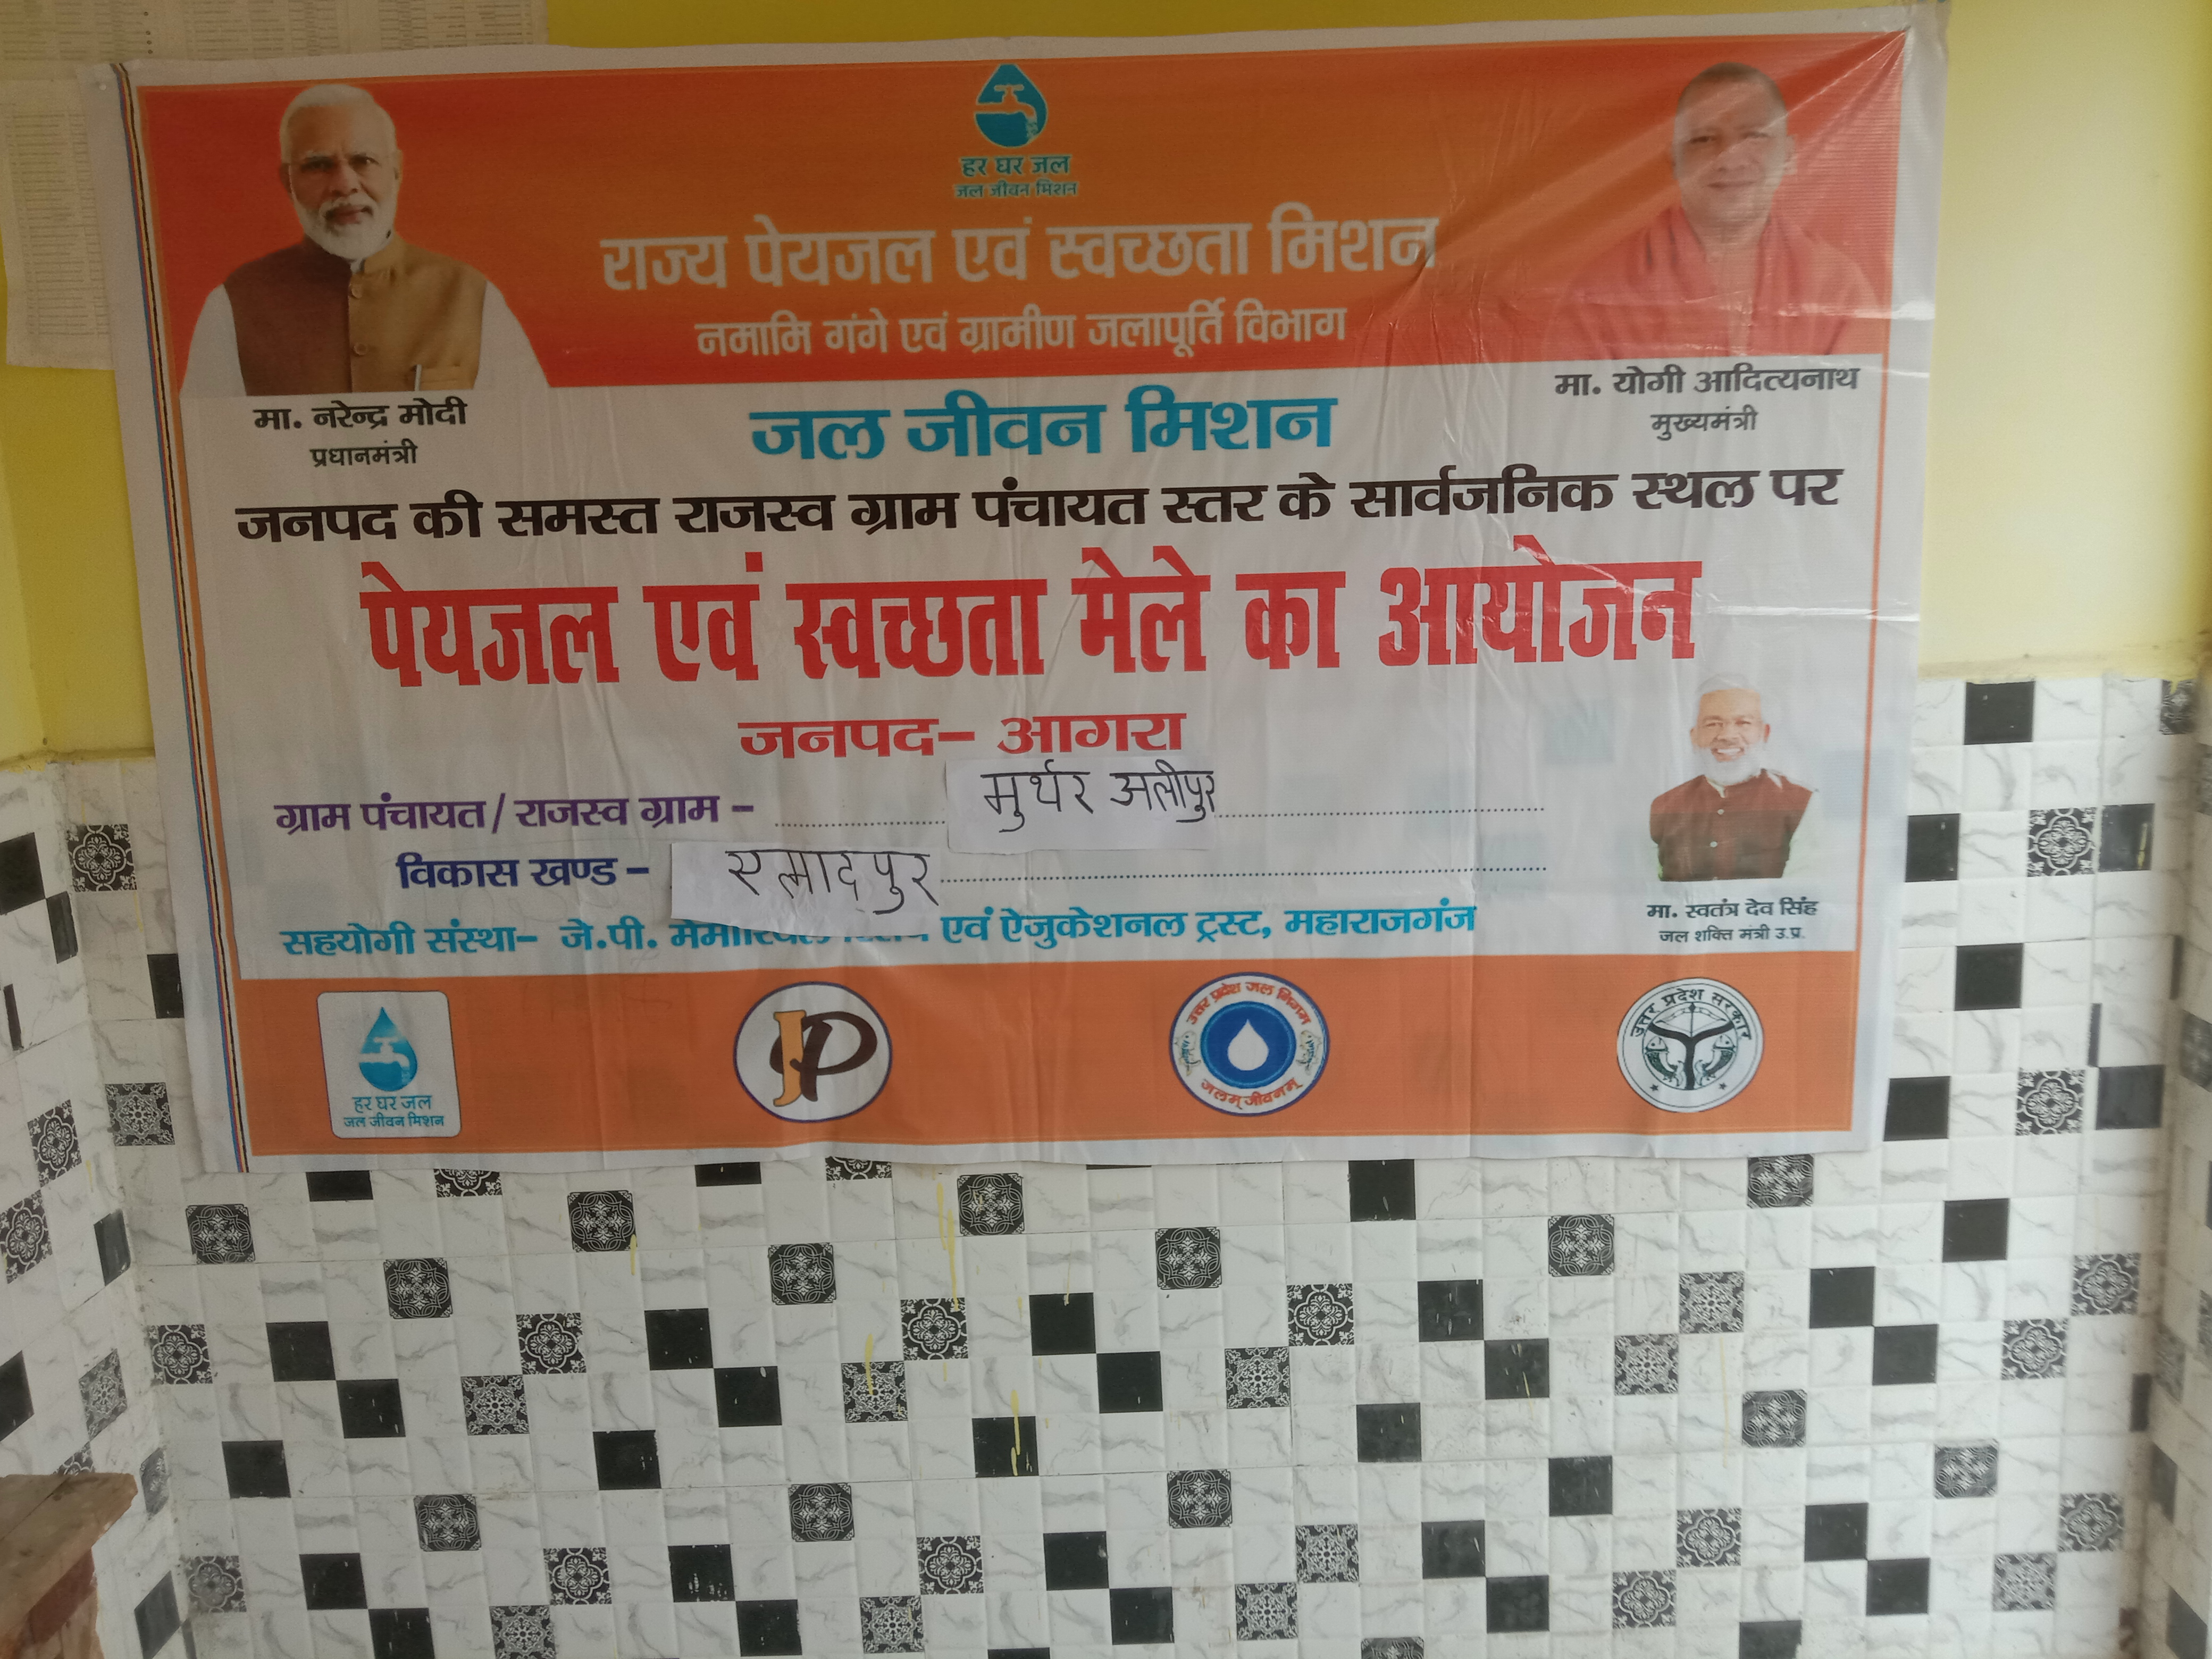 हर घर जल
जल जीवन मिशन
राज्य पेयजल एवं स्वच्छता मिशन
नमामि गंगे एवं ग्रामीण जलापूर्ति विभाग
मा. नरेन्द्र मोदी
प्रधानमंत्री
मा. योगी आदित्यनाथ
मुख्यमंत्री
जल जीवन मिशन
जनपद की समस्त राजस्व ग्राम पंचायत स्तर के सार्वजनिक स्थल पर
पेयजल एवं स्वच्छता मेले का आयोजन
जनपद- आगरा
ग्राम पंचायत / राजस्व ग्राम - मुर्थर अलीपुर
विकास खण्ड - एत्मादपुर
सहयोगी संस्था- जे.पी. मेमोरियल एवं ऐजुकेशनल ट्रस्ट, महाराजगंज
मा. स्वतंत्र देव सिंह
जल शक्ति मंत्री उ.प्र.
हर घर जल
जल जीवन मिशन
JP
उत्तर प्रदेश जल निगम
जलम् जीवनम्
उत्तर प्रदेश सरकार